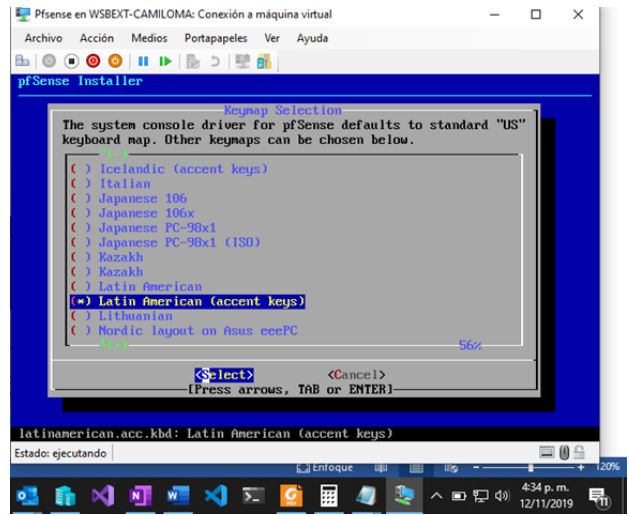 Pfsense en WSBEXT-CAMILOMA: Conexión a máquina virtual
Archivo Acción Medios Portapapeles Ver Ayuda
pfSense Installer
Keymap Selection
The system console driver for pfSense defaults to standard "US"
keyboard map. Other keymaps can be chosen below.
^(-)
( ) Icelandic (accent keys)
( ) Italian
( ) Japanese 106
( ) Japanese 106x
( ) Japanese PC-98x1
( ) Japanese PC-98x1 (ISO)
( ) Kazakh
( ) Kazakh
( ) Latin American
(*) Latin American (accent keys)
( ) Lithuanian
( ) Nordic layout on Asus eeePC
56%
<Select> <Cancel>
[Press arrows, TAB or ENTER]
latinamerican.acc.kbd: Latin American (accent keys)
Estado: ejecutando
Enfoque 120%
4:34 p. m.
12/11/2019